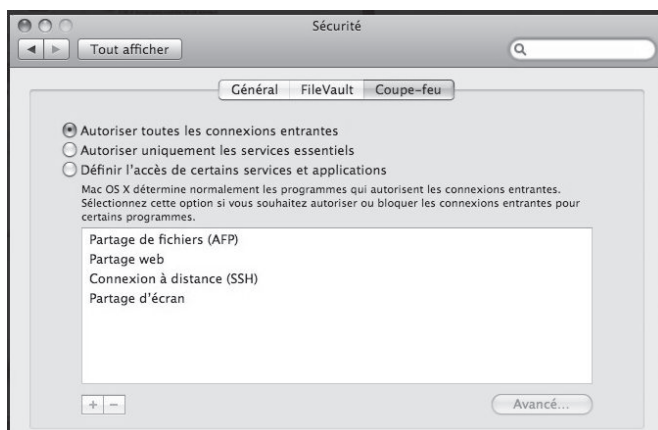 Sécurité
Tout afficher
Général FileVault Coupe-feu
Autoriser toutes les connexions entrantes
Autoriser uniquement les services essentiels
Définir l'accès de certains services et applications
Mac OS X détermine normalement les programmes qui autorisent les connexions entrantes.
Sélectionnez cette option si vous souhaitez autoriser ou bloquer les connexions entrantes pour
certains programmes.
Partage de fichiers (AFP)
Partage web
Connexion à distance (SSH)
Partage d'écran
+ −
Avancé...